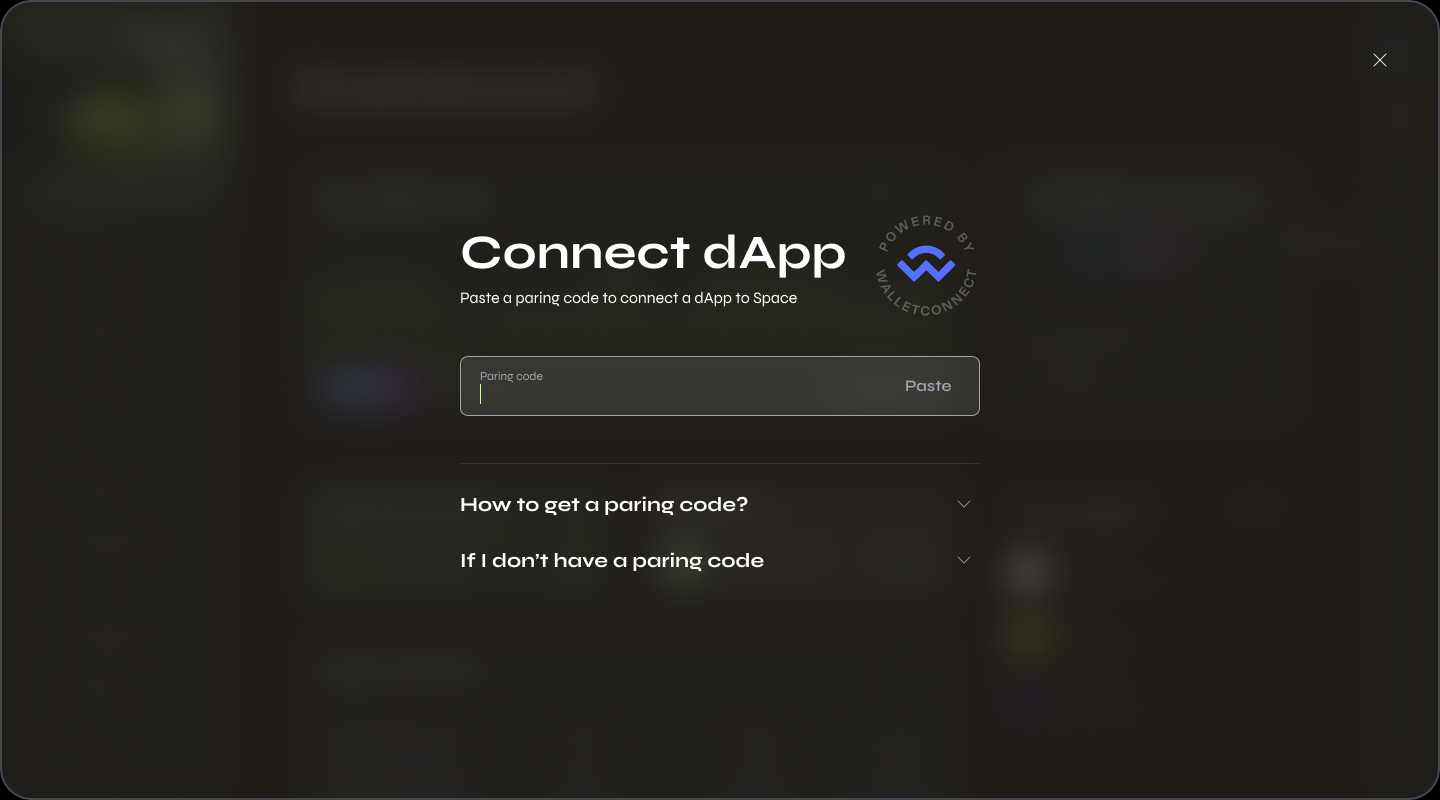 Connect dApp
Paste a paring code to connect a dApp to Space
POWERED BY
WALLETCONNECT
Paring code
Paste
How to get a paring code?
If I don’t have a paring code